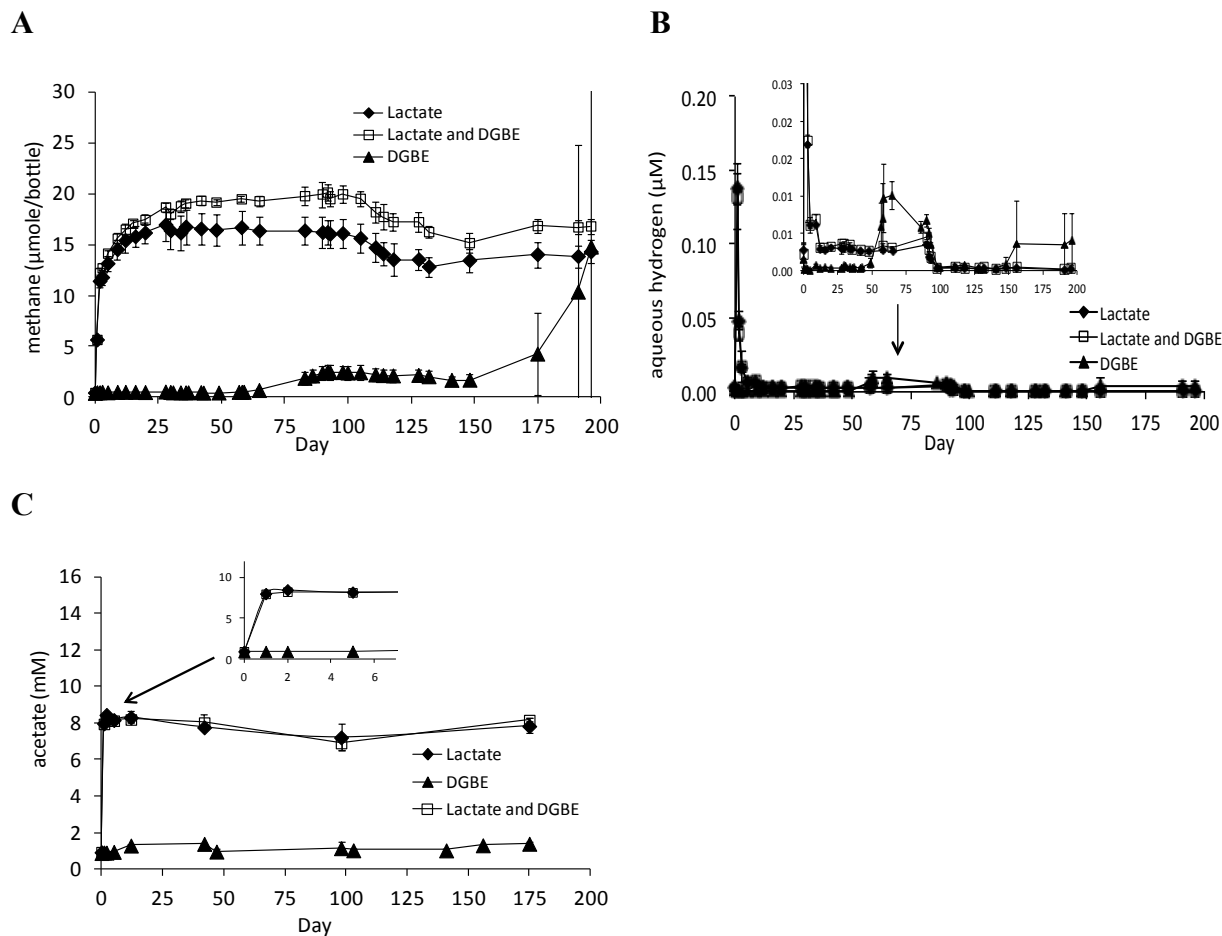 A
methane (µmole/bottle)
30
25
20
15
10
5
0
0 25 50 75 100 125 150 175 200
Day
Lactate
Lactate and DGBE
DGBE
B
aqueous hydrogen (µM)
0.20
0.15
0.10
0.05
0.00
0 25 50 75 100 125 150 175 200
Day
0.03
0.02
0.02
0.01
0.01
0.00
0 25 50 75 100 125 150 175 200
Lactate
Lactate and DGBE
DGBE
C
acetate (mM)
16
14
12
10
8
6
4
2
0
0 25 50 75 100 125 150 175 200
Day
10
5
0
0 2 4 6
Lactate
DGBE
Lactate and DGBE